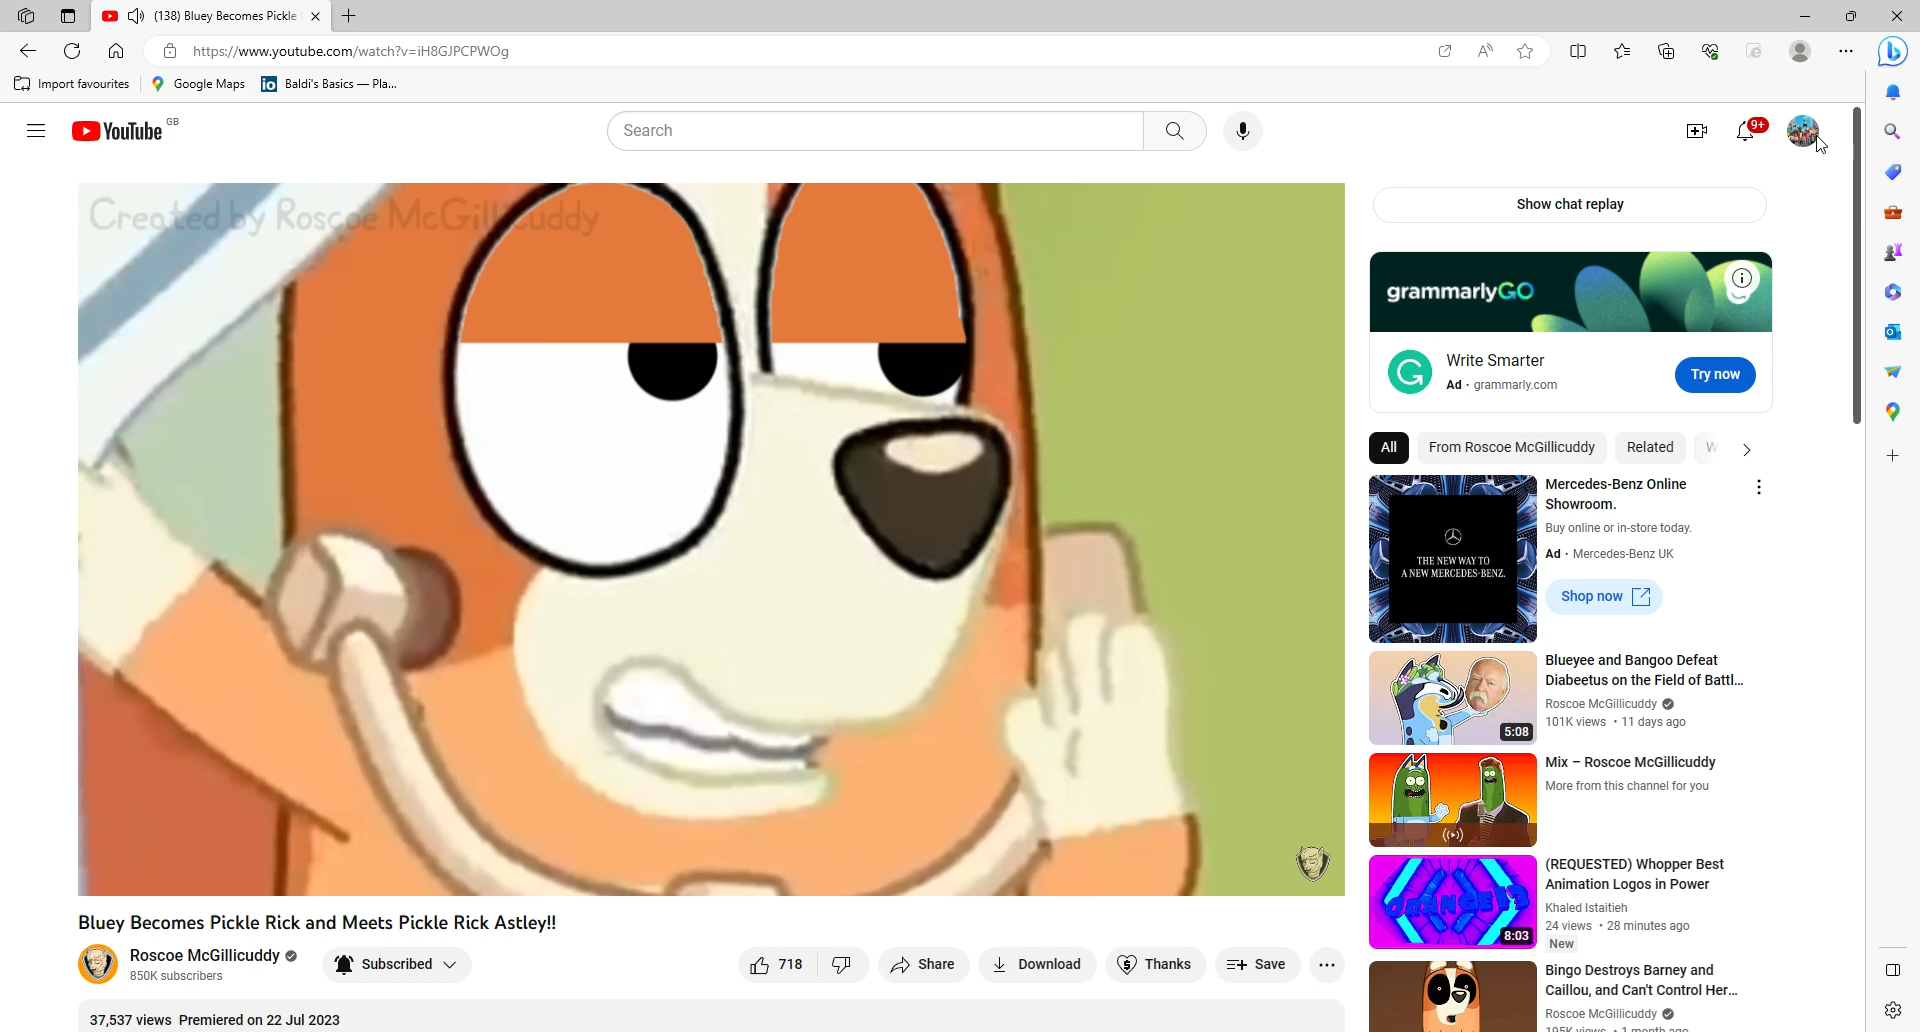 (138) Bluey Becomes Pickle
https://www.youtube.com/watch?v=iH8GJPCPWOg
Import favourites
Google Maps
io
Baldi's Basics — Pla...
YouTube GB
Search
9+
Created by Roscoe McGillicuddy
Show chat replay
grammarlyGO
Write Smarter
Ad · grammarly.com
Try now
All
From Roscoe McGillicuddy
Related
W
THE NEW WAY TO
A NEW MERCEDES-BENZ.
Mercedes-Benz Online
Showroom.
Buy online or in-store today.
Ad · Mercedes-Benz UK
Shop now
5:08
Blueyee and Bangoo Defeat
Diabeetus on the Field of Battl...
Roscoe McGillicuddy
101K views · 11 days ago
Mix – Roscoe McGillicuddy
More from this channel for you
ORANGE13
8:03
(REQUESTED) Whopper Best
Animation Logos in Power
Khaled Istaitieh
24 views · 28 minutes ago
New
Bingo Destroys Barney and
Caillou, and Can't Control Her...
Roscoe McGillicuddy
195K views · 1 month ago
Bluey Becomes Pickle Rick and Meets Pickle Rick Astley!!
Roscoe McGillicuddy
850K subscribers
Subscribed
718
Share
Download
Thanks
Save
37,537 views Premiered on 22 Jul 2023